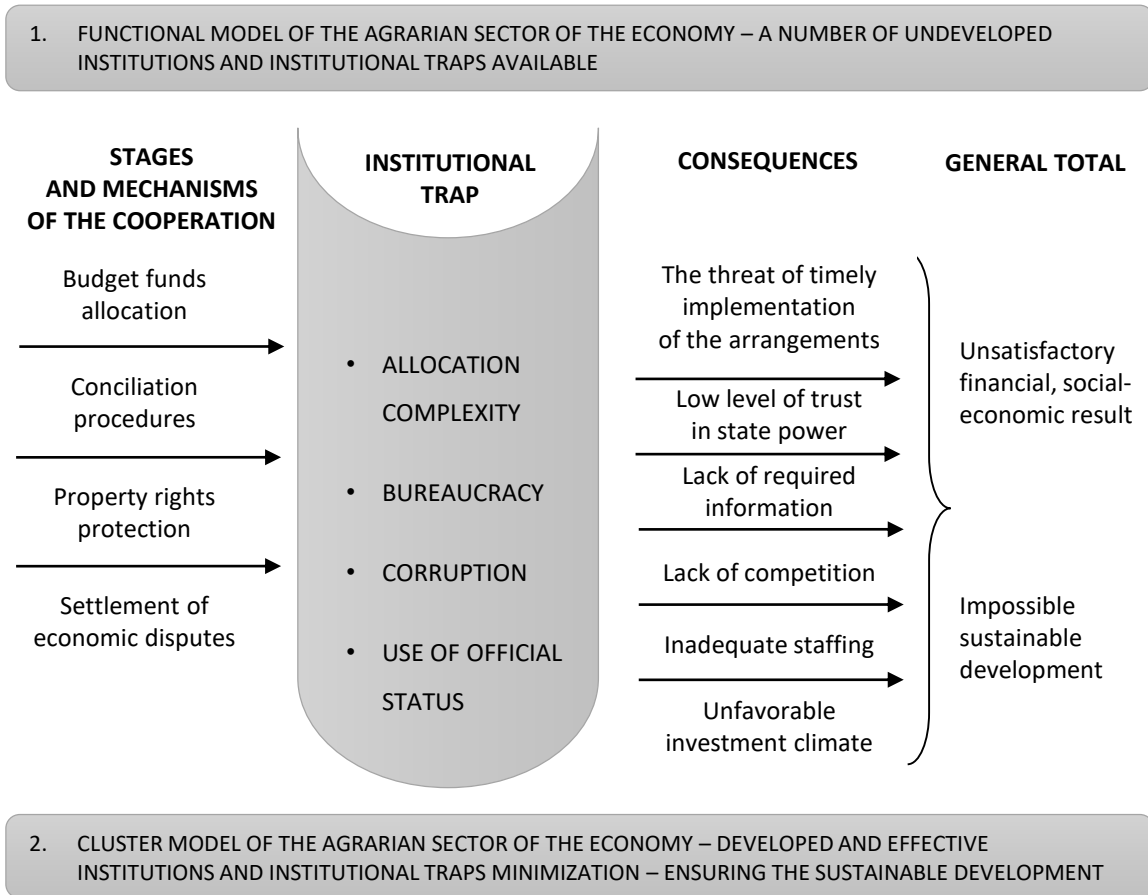 1. FUNCTIONAL MODEL OF THE AGRARIAN SECTOR OF THE ECONOMY – A NUMBER OF UNDEVELOPED
INSTITUTIONS AND INSTITUTIONAL TRAPS AVAILABLE
STAGES
AND MECHANISMS
OF THE COOPERATION
Budget funds
allocation
Conciliation
procedures
Property rights
protection
Settlement of
economic disputes
INSTITUTIONAL
TRAP
• ALLOCATION
COMPLEXITY
• BUREAUCRACY
• CORRUPTION
• USE OF OFFICIAL
STATUS
CONSEQUENCES
The threat of timely
implementation
of the arrangements
Low level of trust
in state power
Lack of required
information
Lack of competition
Inadequate staffing
Unfavorable
investment climate
GENERAL TOTAL
Unsatisfactory
financial, social-
economic result
Impossible
sustainable
development
2. CLUSTER MODEL OF THE AGRARIAN SECTOR OF THE ECONOMY – DEVELOPED AND EFFECTIVE
INSTITUTIONS AND INSTITUTIONAL TRAPS MINIMIZATION – ENSURING THE SUSTAINABLE DEVELOPMENT